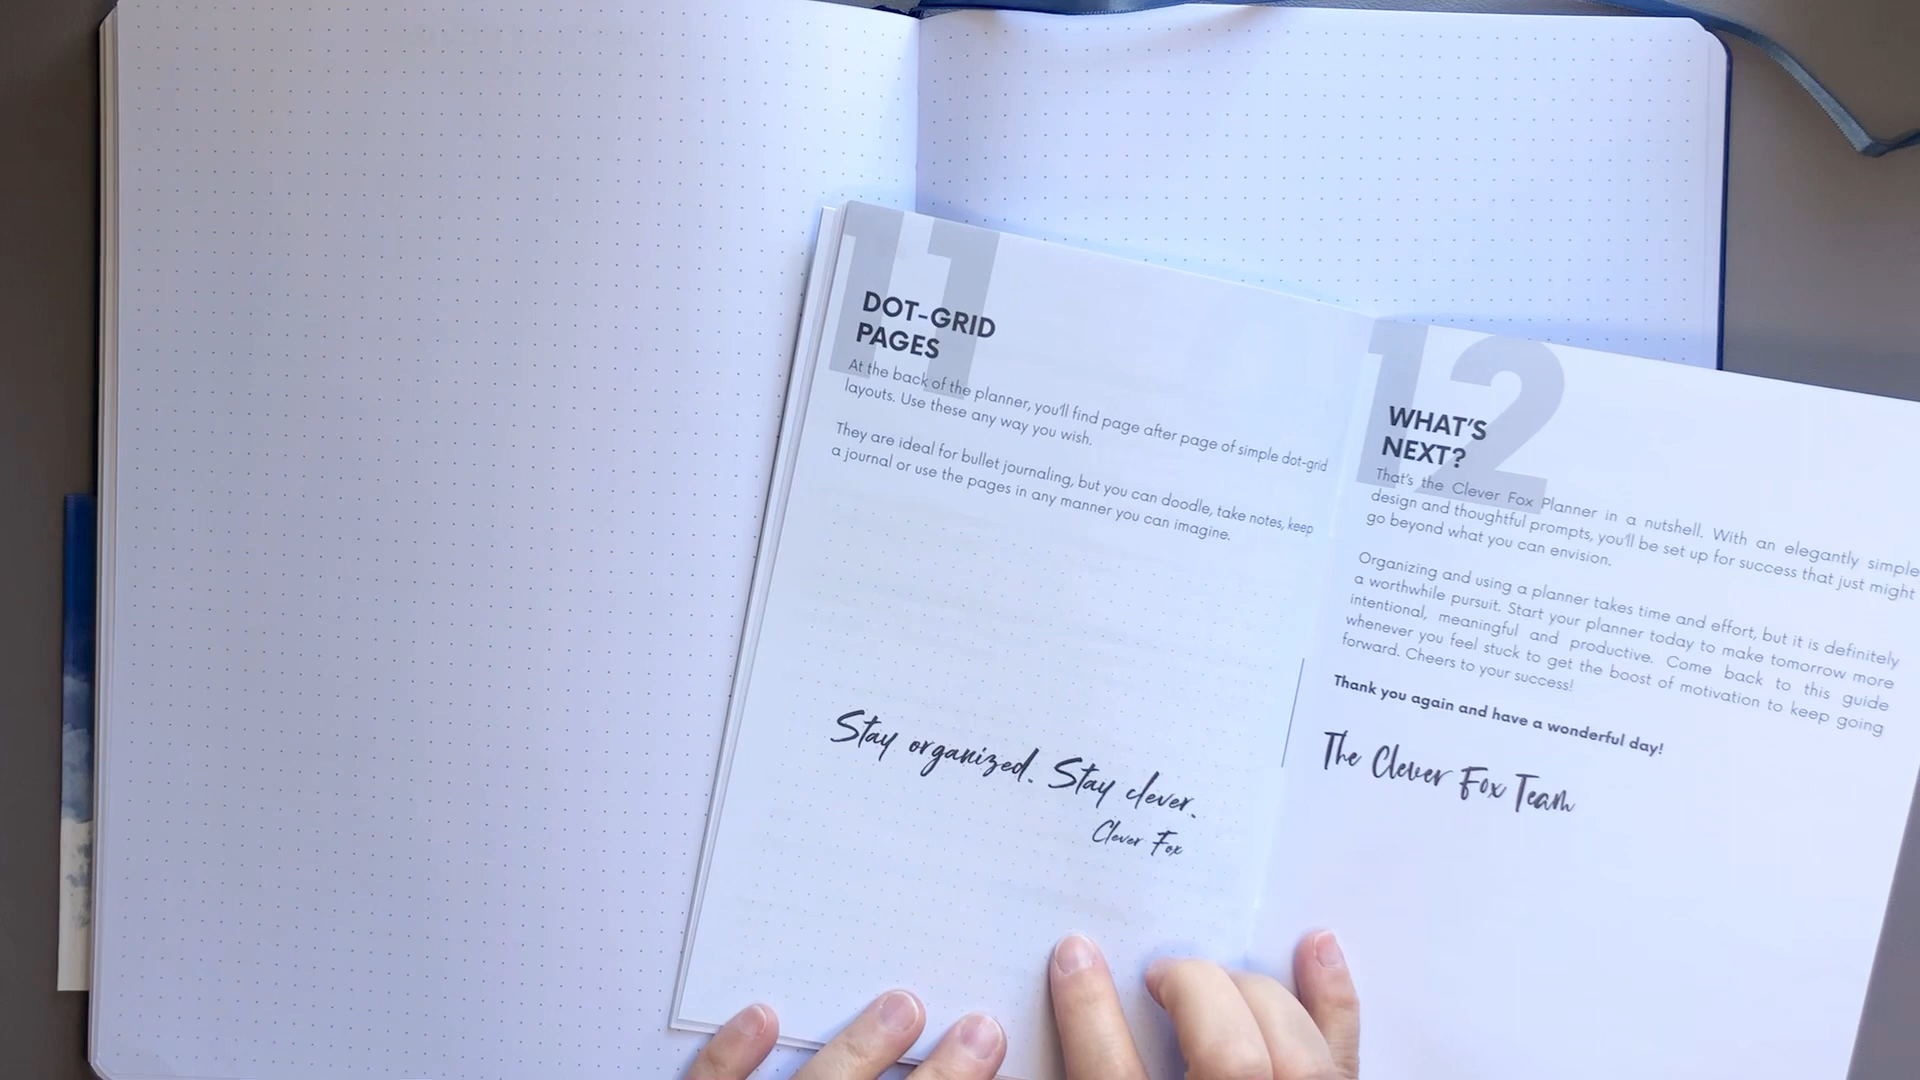 11
DOT-GRID
PAGES
At the back of the planner, you'll find page after page of simple dot-grid
layouts. Use these any way you wish.
They are ideal for bullet journaling, but you can doodle, take notes, keep
a journal or use the pages in any manner you can imagine.
Stay organized. Stay clever.
Clever Fox
12
WHAT'S
NEXT?
That's the Clever Fox Planner in a nutshell. With an elegantly simple
design and thoughtful prompts, you'll be set up for success that just might
go beyond what you can envision.
Organizing and using a planner takes time and effort, but it is definitely
a worthwhile pursuit. Start your planner today to make tomorrow more
intentional, meaningful and productive. Come back to this guide
whenever you feel stuck to get the boost of motivation to keep going
forward. Cheers to your success!
Thank you again and have a wonderful day!
The Clever Fox Team